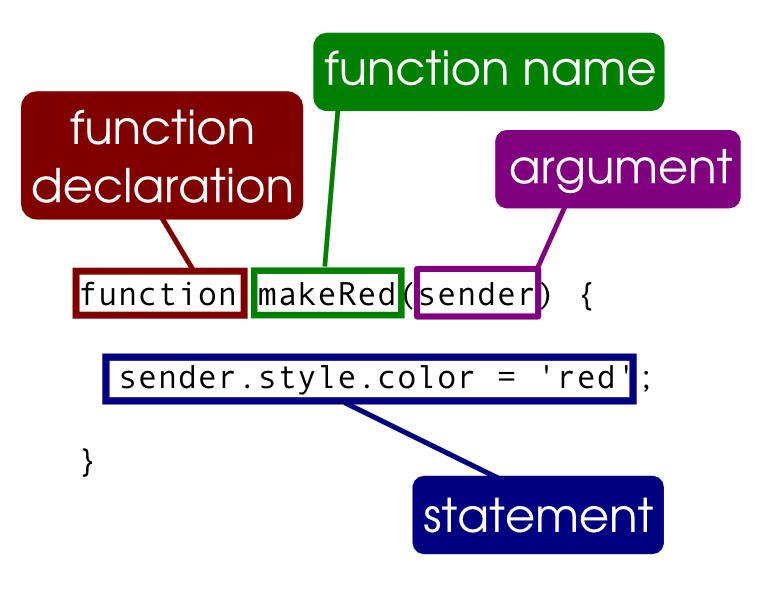 function name
function
declaration
argument
function makeRed(sender) {
sender.style.color = 'red';
}
statement